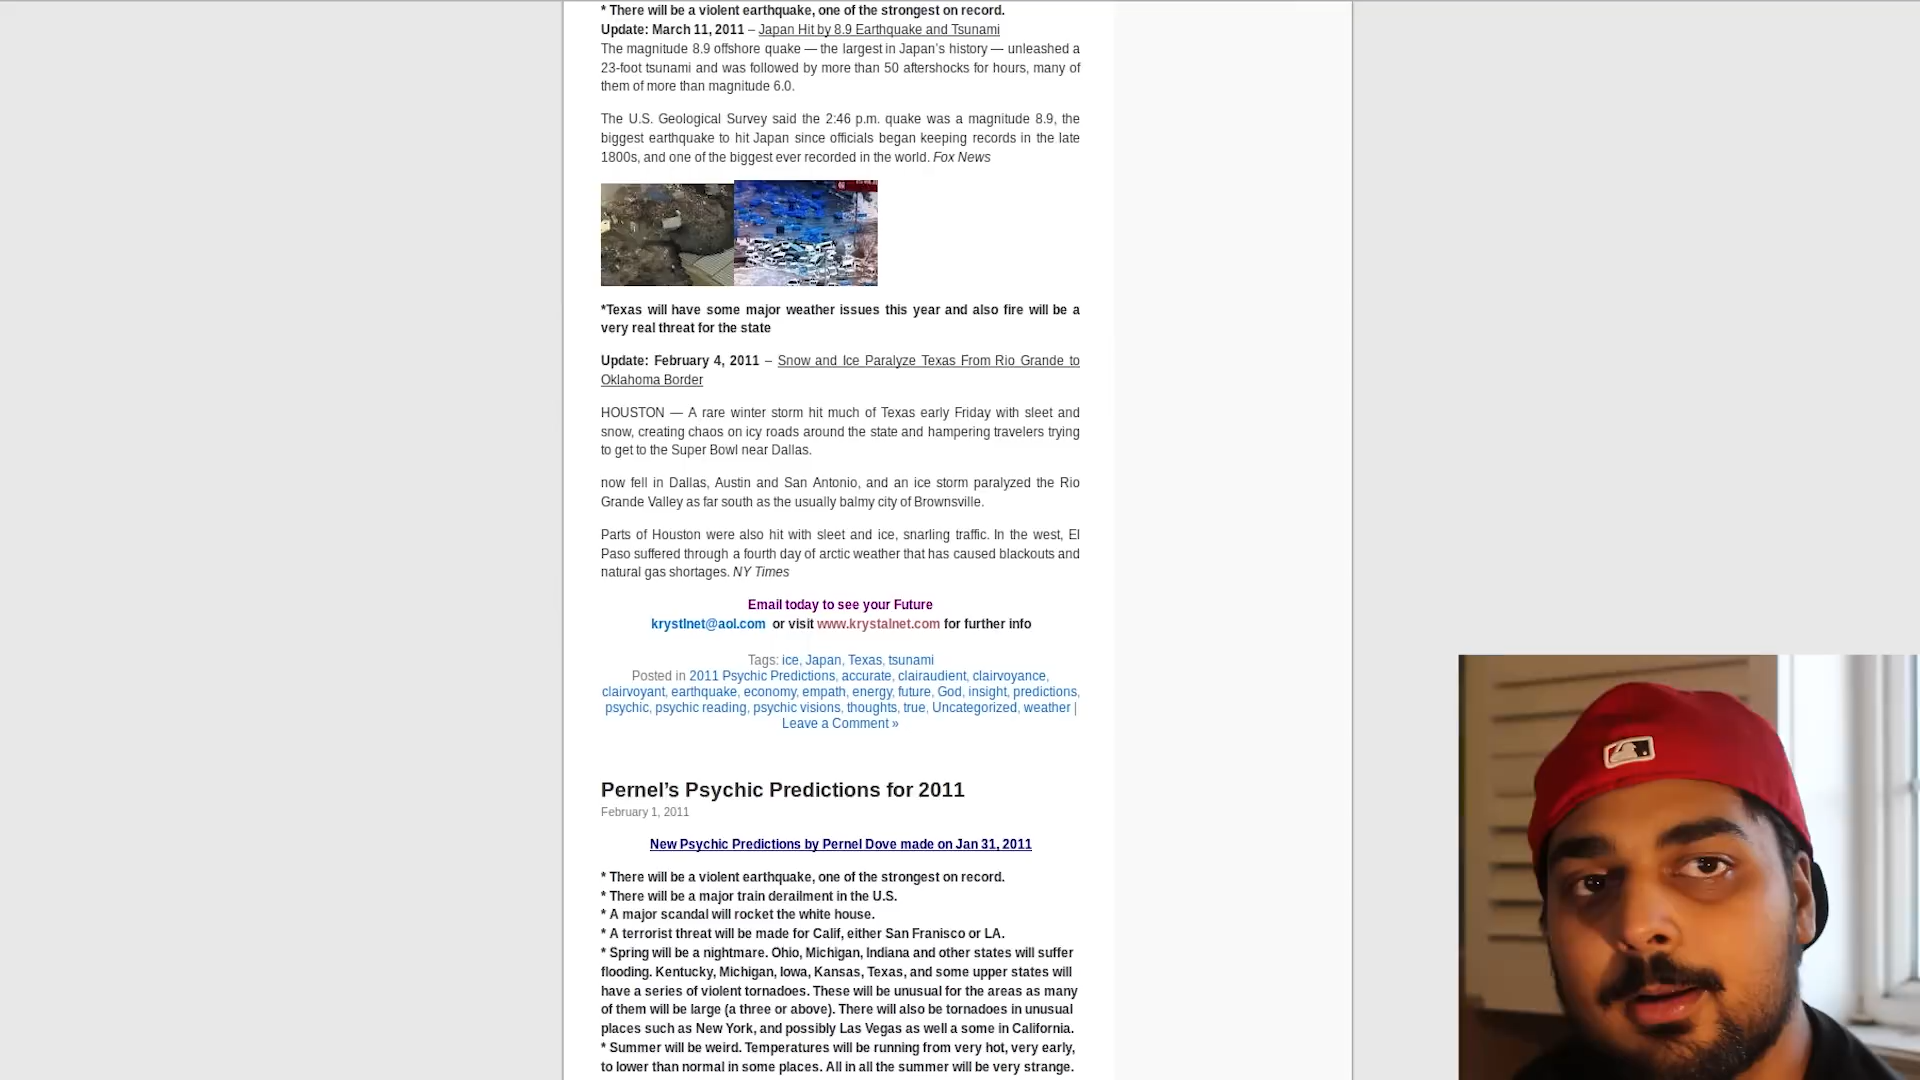 * There will be a violent earthquake, one of the strongest on record.
Update: March 11, 2011 – Japan Hit by 8.9 Earthquake and Tsunami
The magnitude 8.9 offshore quake — the largest in Japan's history — unleashed a
23-foot tsunami and was followed by more than 50 aftershocks for hours, many of
them of more than magnitude 6.0.
The U.S. Geological Survey said the 2:46 p.m. quake was a magnitude 8.9, the
biggest earthquake to hit Japan since officials began keeping records in the late
1800s, and one of the biggest ever recorded in the world. Fox News
*Texas will have some major weather issues this year and also fire will be a
very real threat for the state
Update: February 4, 2011 – Snow and Ice Paralyze Texas From Rio Grande to
Oklahoma Border
HOUSTON — A rare winter storm hit much of Texas early Friday with sleet and
snow, creating chaos on icy roads around the state and hampering travelers trying
to get to the Super Bowl near Dallas.
now fell in Dallas, Austin and San Antonio, and an ice storm paralyzed the Rio
Grande Valley as far south as the usually balmy city of Brownsville.
Parts of Houston were also hit with sleet and ice, snarling traffic. In the west, El
Paso suffered through a fourth day of arctic weather that has caused blackouts and
natural gas shortages. NY Times
Email today to see your Future
krystlnet@aol.com or visit www.krystalnet.com for further info
Tags: ice, Japan, Texas, tsunami
Posted in 2011 Psychic Predictions, accurate, clairaudient, clairvoyance,
clairvoyant, earthquake, economy, empath, energy, future, God, insight, predictions,
psychic, psychic reading, psychic visions, thoughts, true, Uncategorized, weather |
Leave a Comment »
Pernel's Psychic Predictions for 2011
February 1, 2011
New Psychic Predictions by Pernel Dove made on Jan 31, 2011
* There will be a violent earthquake, one of the strongest on record.
* There will be a major train derailment in the U.S.
* A major scandal will rocket the white house.
* A terrorist threat will be made for Calif, either San Franisco or LA.
* Spring will be a nightmare. Ohio, Michigan, Indiana and other states will suffer
flooding. Kentucky, Michigan, Iowa, Kansas, Texas, and some upper states will
have a series of violent tornadoes. These will be unusual for the areas as many
of them will be large (a three or above). There will also be tornadoes in unusual
places such as New York, and possibly Las Vegas as well a some in California.
* Summer will be weird. Temperatures will be running from very hot, very early,
to lower than normal in some places. All in all the summer will be very strange.